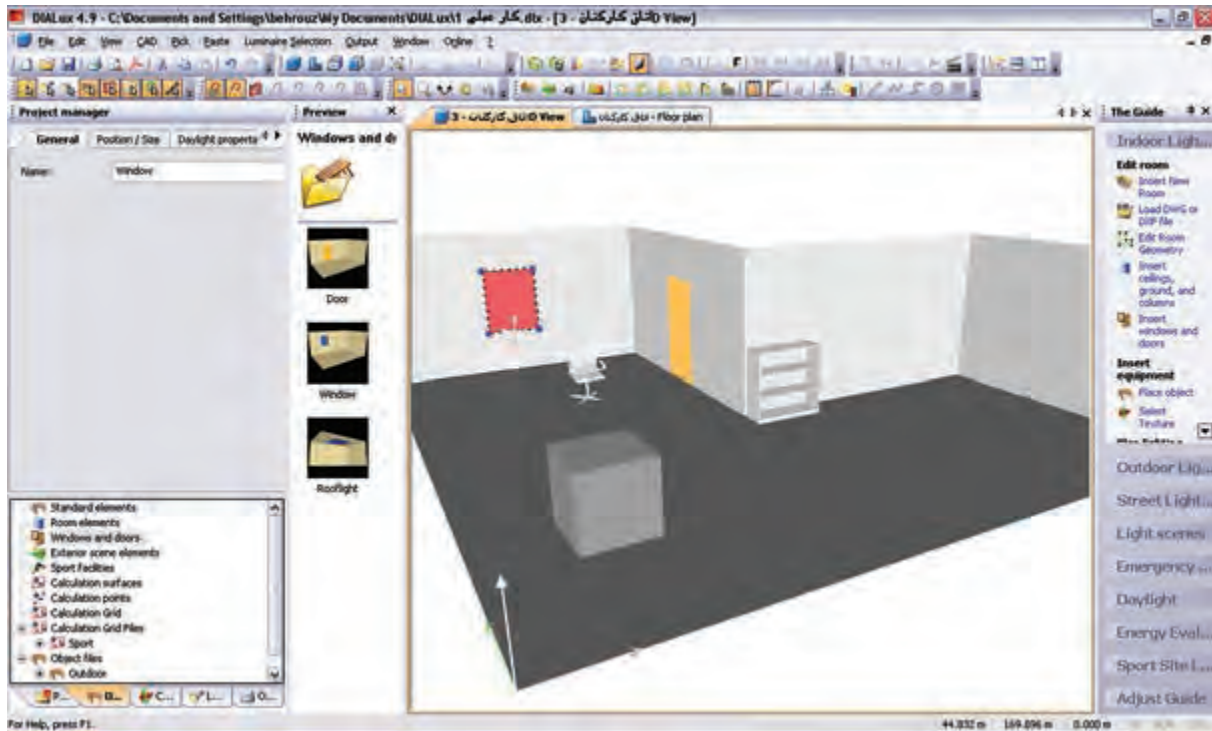 DIALux 4.9 - C:\Documents and Settings\behrouz\My Documents\DIALux\1 کار عملی.dlx - [3 - اتاق کارکنان D View]
File Edit View CAD Edit Paste Luminaire Selection Output Window Online ?
Project manager
General Position / Size Daylight properti
Name: Window
Preview
Windows and d
Door
Window
Rooflight
3 - اتاق کارکنان D View
اتاق کارکنان - Floor plan
The Guide
Indoor Ligh...
Edit room
Insert New
Room
Load DWG or
DXF file
Edit Room
Geometry
Insert
ceilings,
ground, and
columns
Insert
windows and
doors
Insert
equipment
Place object
Select
Texture
Outdoor Lig...
Street Light...
Light scenes
Emergency ...
Daylight
Energy Eval...
Sport Site L...
Adjust Guide
Standard elements
Room elements
Windows and doors
Exterior scene elements
Sport Facilities
Calculation surfaces
Calculation points
Calculation Grid
Calculation Grid Files
Sport
Object files
Outdoor
P... O... C... L... O...
For Help, press F1.
44.832 m 169.896 m 0.000 m